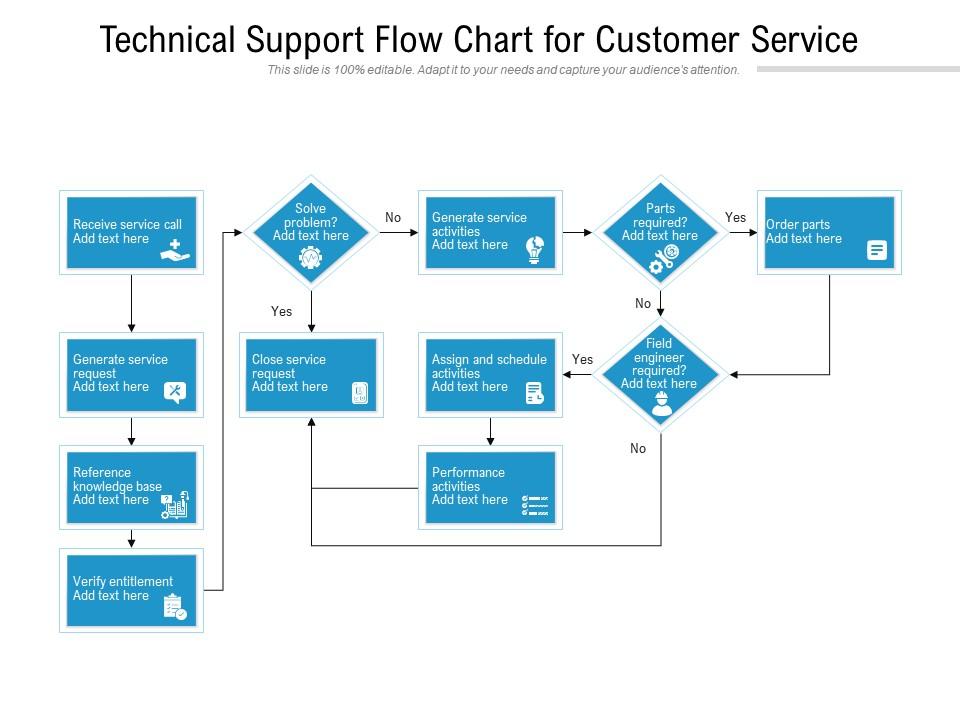 Technical Support Flow Chart for Customer Service
This slide is 100% editable. Adapt it to your needs and capture your audience's attention.
Receive service call
Add text here
Solve
problem?
Add text here
No
Generate service
activities
Add text here
Parts
required?
Add text here
Yes
Order parts
Add text here
Yes
No
Generate service
request
Add text here
Close service
request
Add text here
Assign and schedule
activities
Add text here
Yes
Field
engineer
required?
Add text here
No
Reference
knowledge base
Add text here
Performance
activities
Add text here
Verify entitlement
Add text here